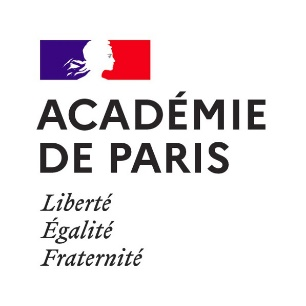 ACADÉMIE
DE PARIS
Liberté
Égalité
Fraternité